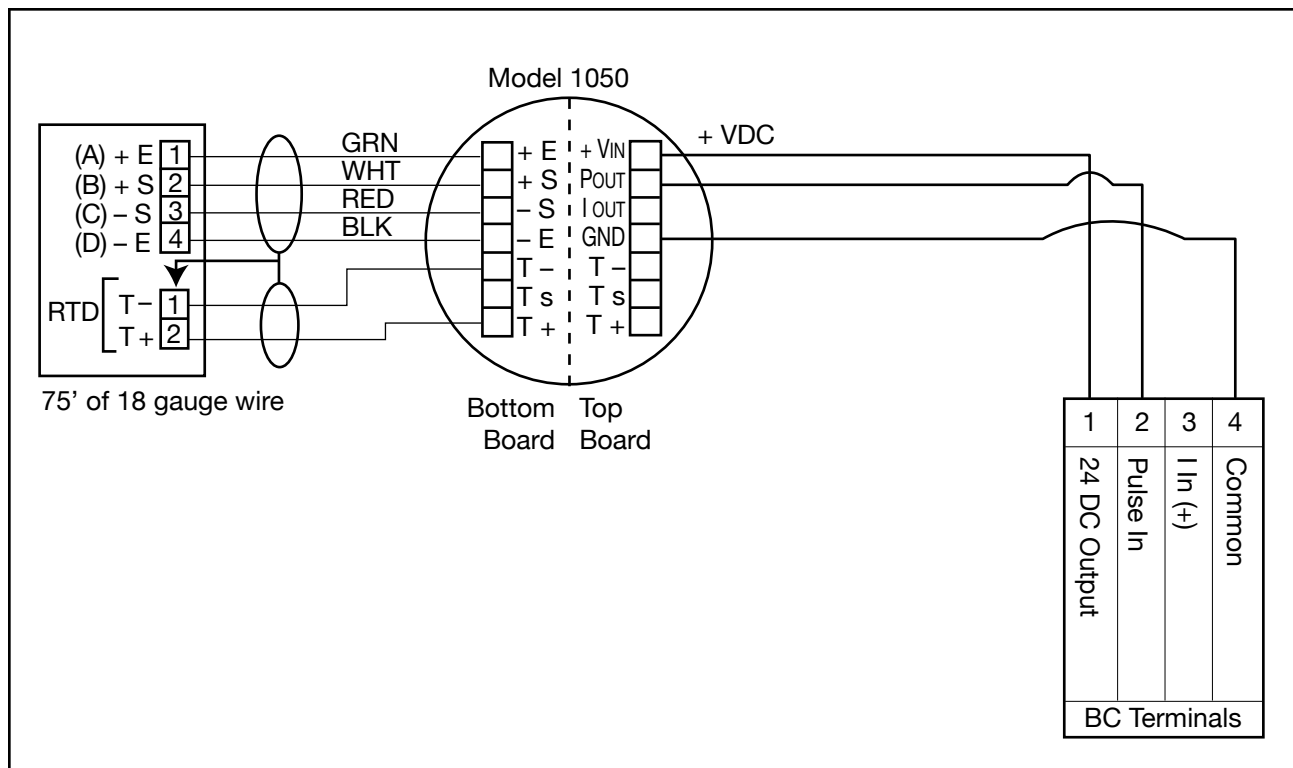 Model 1050
(A) + E 1
(B) + S 2
(C) – S 3
(D) – E 4
GRN
WHT
RED
BLK
RTD
T – 1
T + 2
75’ of 18 gauge wire
+ E
+ S
– S
– E
T –
T s
T +
+ VIN
POUT
I OUT
GND
T –
T s
T +
Bottom Board
Top Board
+ VDC
1 2 3 4
24 DC Output
Pulse In
I In (+)
Common
BC Terminals